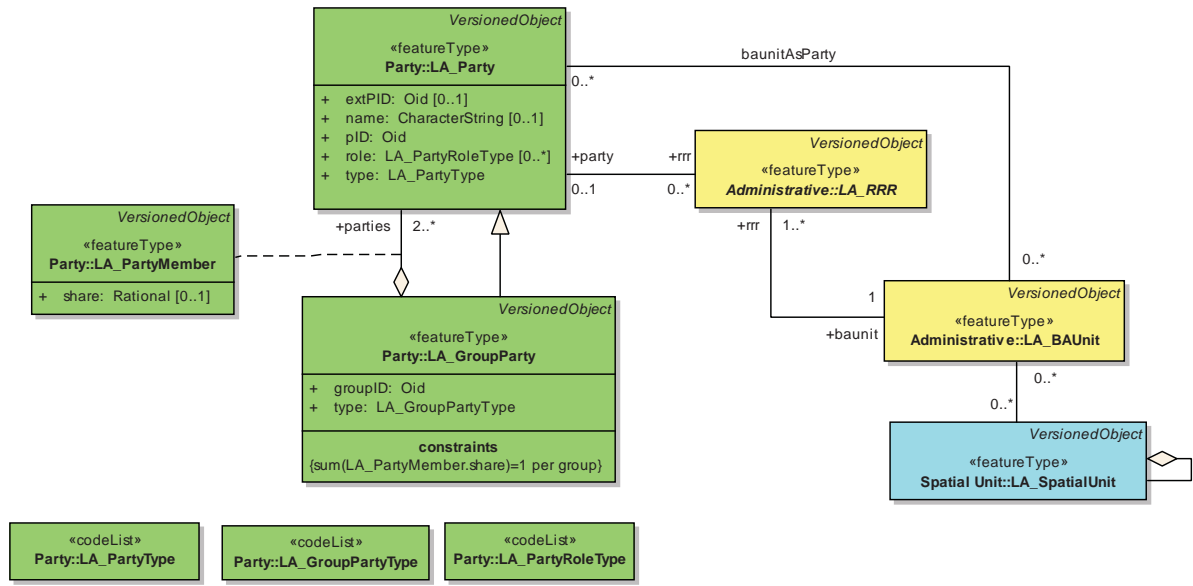 VersionedObject
«featureType»
Party::LA_Party
+ extPID: Oid [0..1]
+ name: CharacterString [0..1]
+ pID: Oid
+ role: LA_PartyRoleType [0..*]
+ type: LA_PartyType
baunitAsParty
0..*
0..*
+party
0..1
+rrr
0..*
VersionedObject
«featureType»
Administrative::LA_RRR
+rrr
1..*
1
+baunit
+parties
2..*
VersionedObject
«featureType»
Party::LA_PartyMember
+ share: Rational [0..1]
VersionedObject
«featureType»
Party::LA_GroupParty
+ groupID: Oid
+ type: LA_GroupPartyType
constraints
{sum(LA_PartyMember.share)=1 per group}
VersionedObject
«featureType»
Administrative::LA_BAUnit
0..*
0..*
VersionedObject
«featureType»
Spatial Unit::LA_SpatialUnit
«codeList»
Party::LA_PartyType
«codeList»
Party::LA_GroupPartyType
«codeList»
Party::LA_PartyRoleType